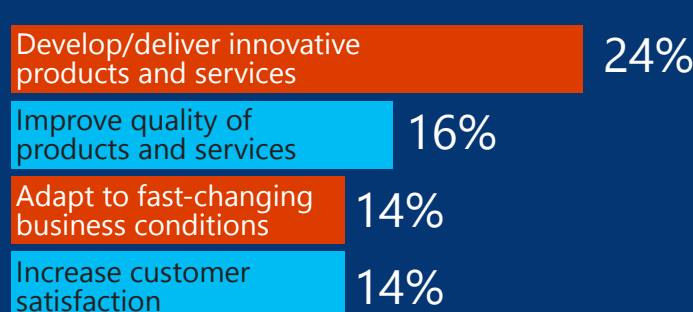 Develop/deliver innovative
products and services
24%
Improve quality of
products and services
16%
Adapt to fast-changing
business conditions
14%
Increase customer
satisfaction
14%